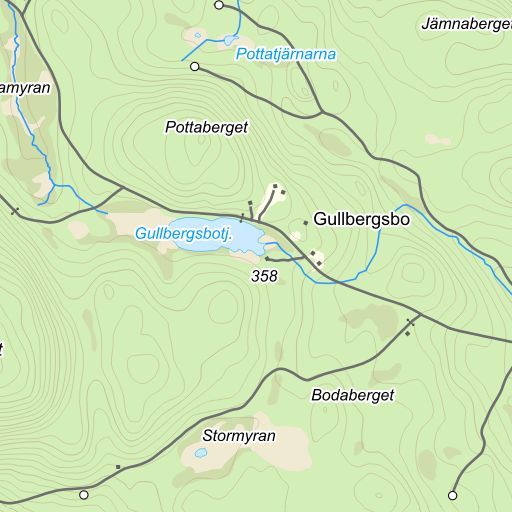 Jämnaberget
Pottatjärnarna
amyran
Pottaberget
Gullbergsbo
Gullbergsbotj.
358
t
Bodaberget
Stormyran